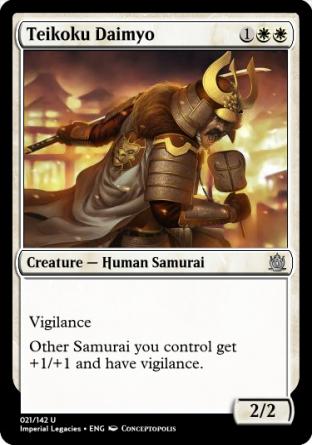 Teikoku Daimyo 1
Creature — Human Samurai
Vigilance
Other Samurai you control get
+1/+1 and have vigilance.
2/2
021/142 U
Imperial Legacies • ENG Conceptopolis